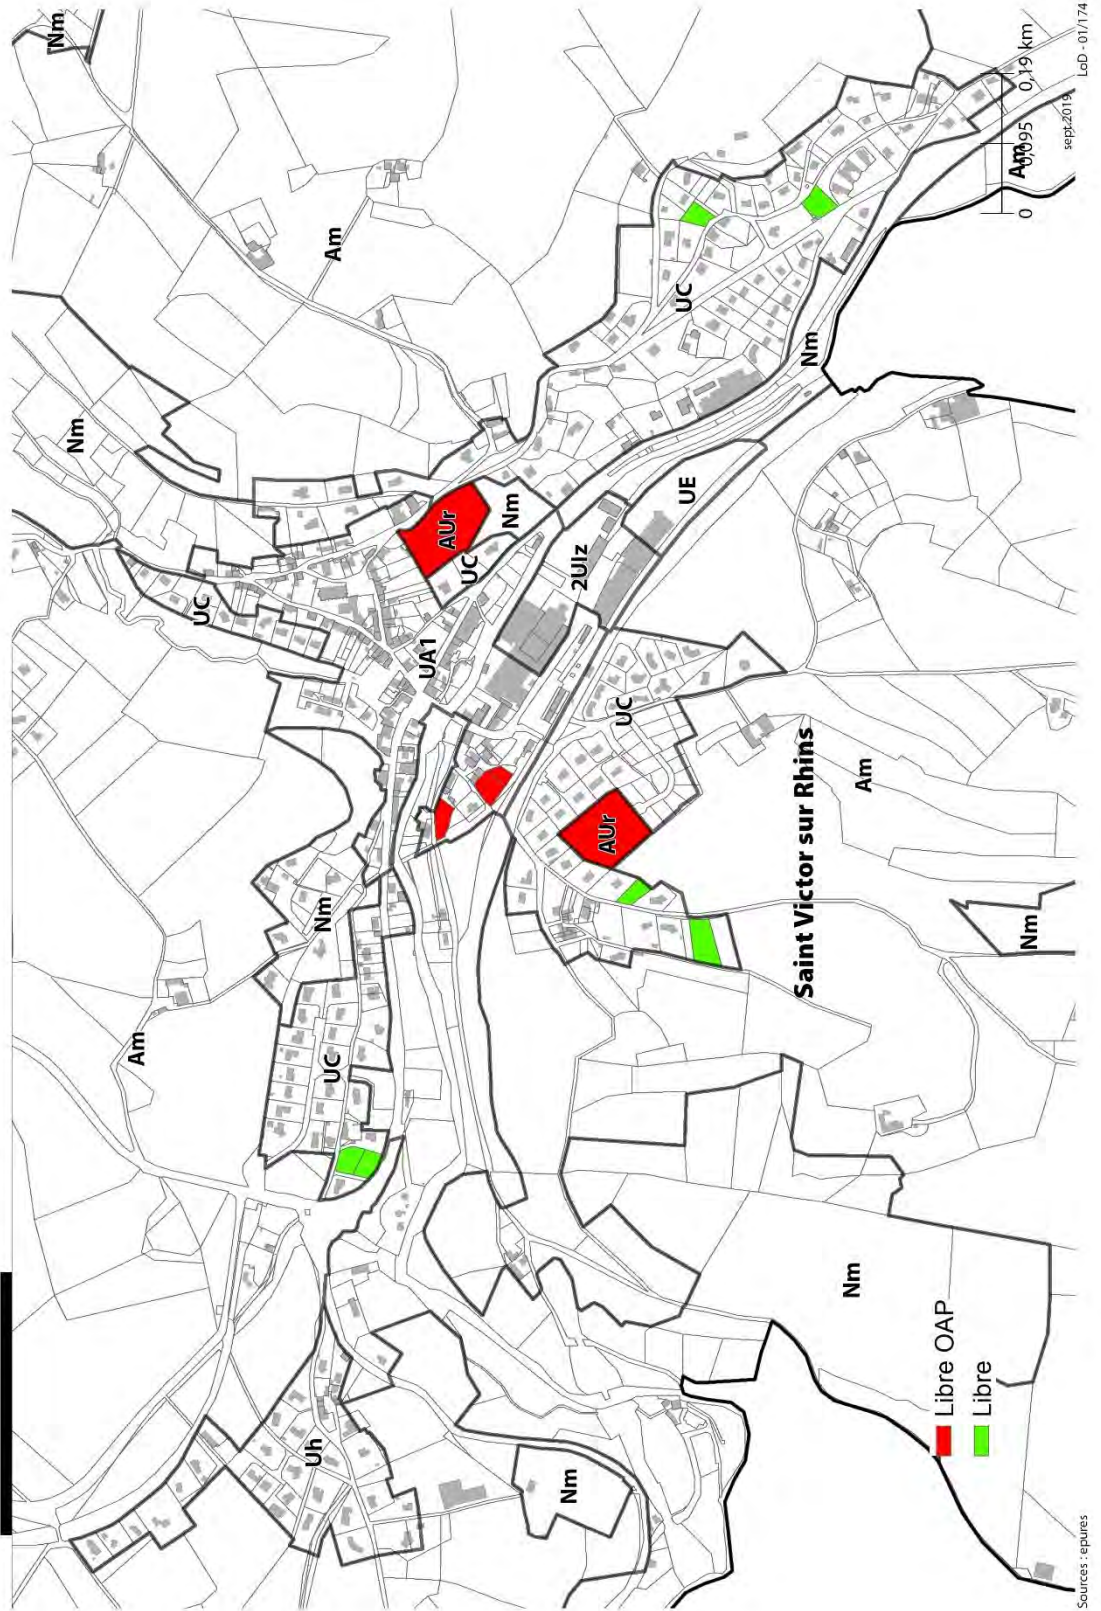 Nm
Nm
Am
UC
Uh
Nm
UC
Am
UA1
AUr
UC
Nm
Nm
2UIz
AUr
UC
UE
UC
Saint Victor sur Rhins
Nm
Nm
Am
Libre OAP
Libre
Am
Nm
0 0,095 0,19 km
sept.2019
Sources : epures
LoD - 01/174